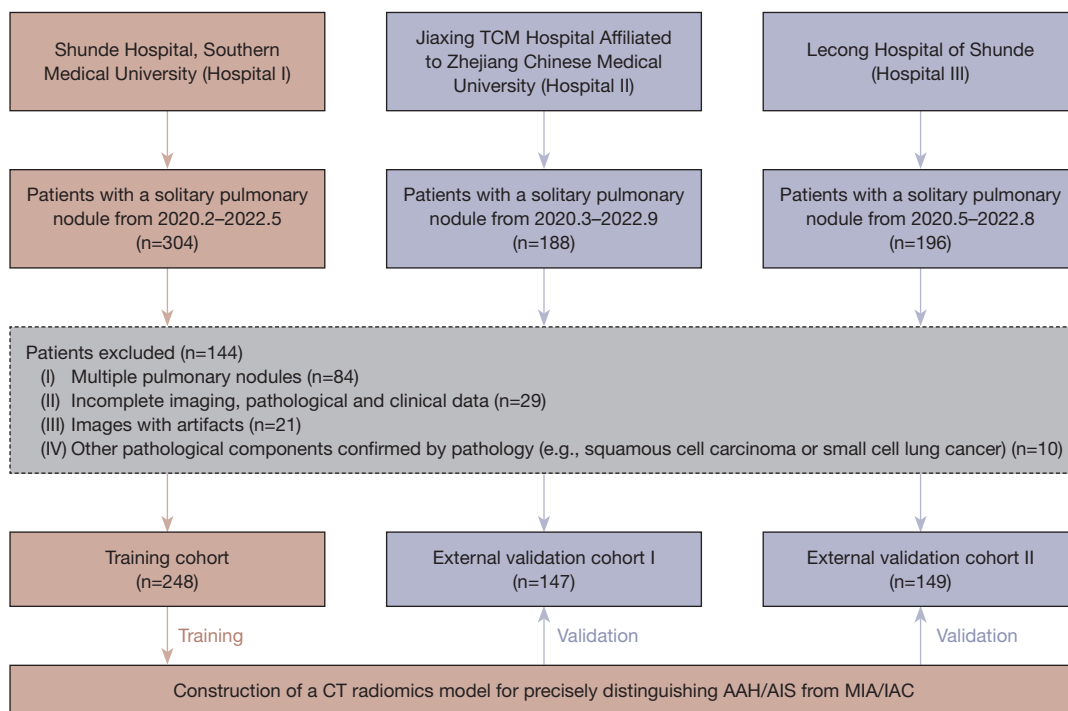 Shunde Hospital, Southern
Medical University (Hospital I)
Jiaxing TCM Hospital Affiliated
to Zhejiang Chinese Medical
University (Hospital II)
Lecong Hospital of Shunde
(Hospital III)
Patients with a solitary pulmonary
nodule from 2020.2–2022.5
(n=304)
Patients with a solitary pulmonary
nodule from 2020.3–2022.9
(n=188)
Patients with a solitary pulmonary
nodule from 2020.5–2022.8
(n=196)
Patients excluded (n=144)
(I) Multiple pulmonary nodules (n=84)
(II) Incomplete imaging, pathological and clinical data (n=29)
(III) Images with artifacts (n=21)
(IV) Other pathological components confirmed by pathology (e.g., squamous cell carcinoma or small cell lung cancer) (n=10)
Training cohort
(n=248)
External validation cohort I
(n=147)
External validation cohort II
(n=149)
Training
Validation
Validation
Construction of a CT radiomics model for precisely distinguishing AAH/AIS from MIA/IAC